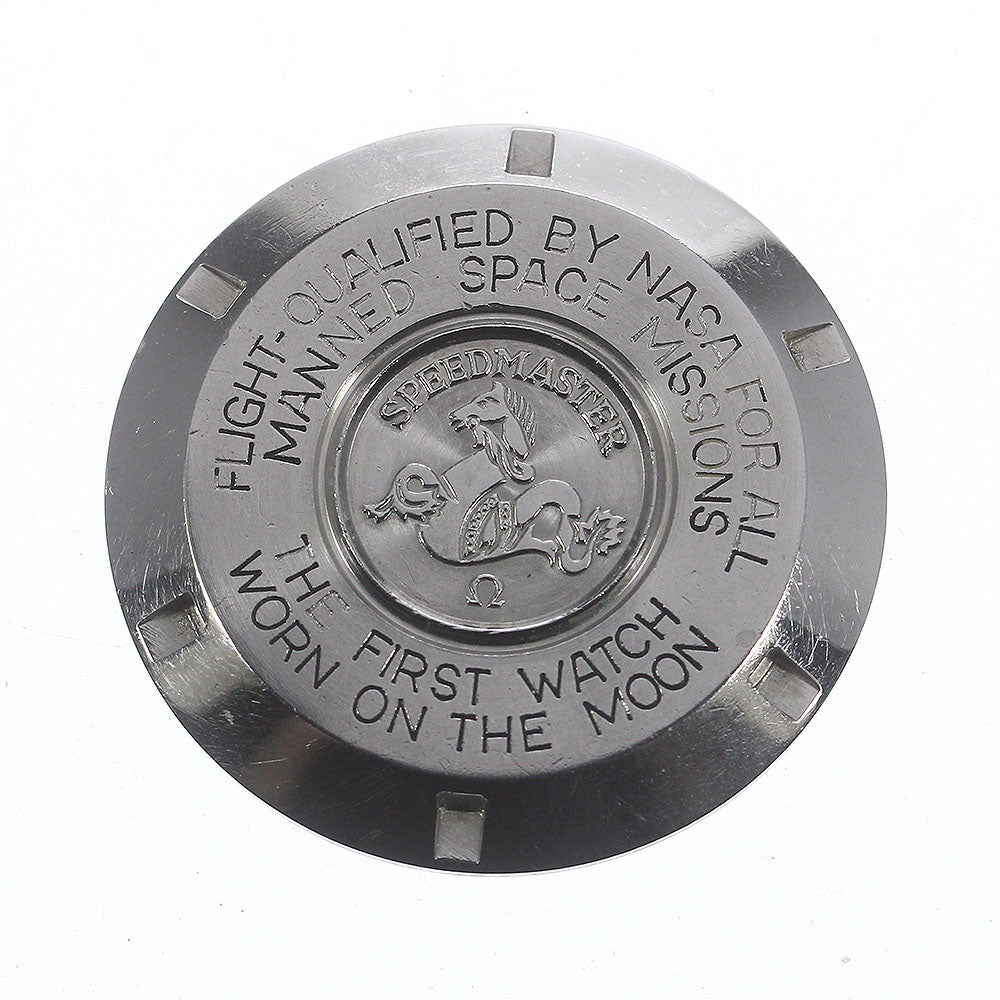 FLIGHT-QUALIFIED BY NASA FOR ALL
MANNED SPACE MISSIONS
SPEEDMASTER
Ω
THE FIRST WATCH
WORN ON THE MOON